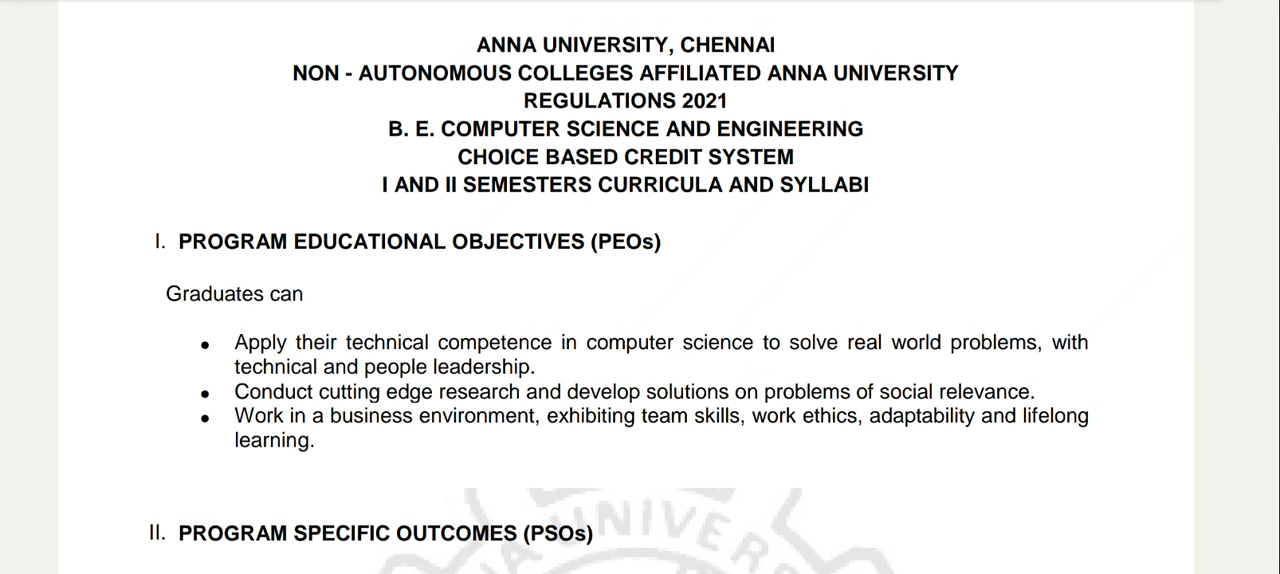 ANNA UNIVERSITY, CHENNAI
NON - AUTONOMOUS COLLEGES AFFILIATED ANNA UNIVERSITY
REGULATIONS 2021
B. E. COMPUTER SCIENCE AND ENGINEERING
CHOICE BASED CREDIT SYSTEM
I AND II SEMESTERS CURRICULA AND SYLLABI
I. PROGRAM EDUCATIONAL OBJECTIVES (PEOs)
Graduates can
• Apply their technical competence in computer science to solve real world problems, with
technical and people leadership.
• Conduct cutting edge research and develop solutions on problems of social relevance.
• Work in a business environment, exhibiting team skills, work ethics, adaptability and lifelong
learning.
II. PROGRAM SPECIFIC OUTCOMES (PSOs)